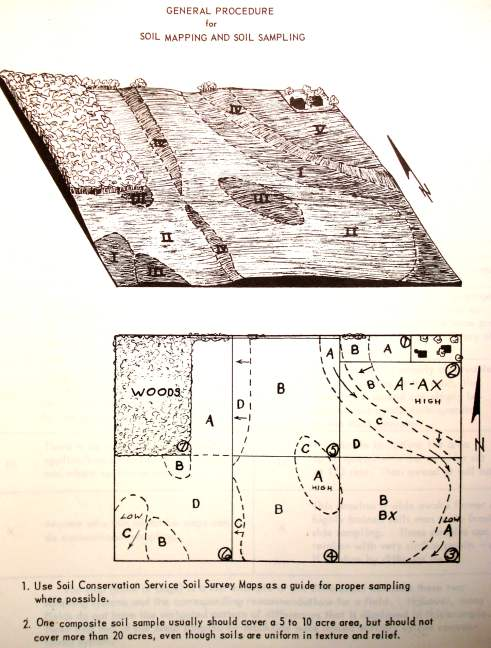 GENERAL PROCEDURE
for
SOIL MAPPING AND SOIL SAMPLING
IV
V
IV
I
III
III
II
II
IV
I
III
N
WOODS
A
D
B
A
B
A
1
2
B
A-AX
HIGH
C
D
7
5
B
C
A
HIGH
D
B
B
BX
LOW
C
B
C
LOW
A
6
4
3
N
1. Use Soil Conservation Service Soil Survey Maps as a guide for proper sampling
where possible.
2. One composite soil sample usually should cover a 5 to 10 acre area, but should not
cover more than 20 acres, even though soils are uniform in texture and relief.